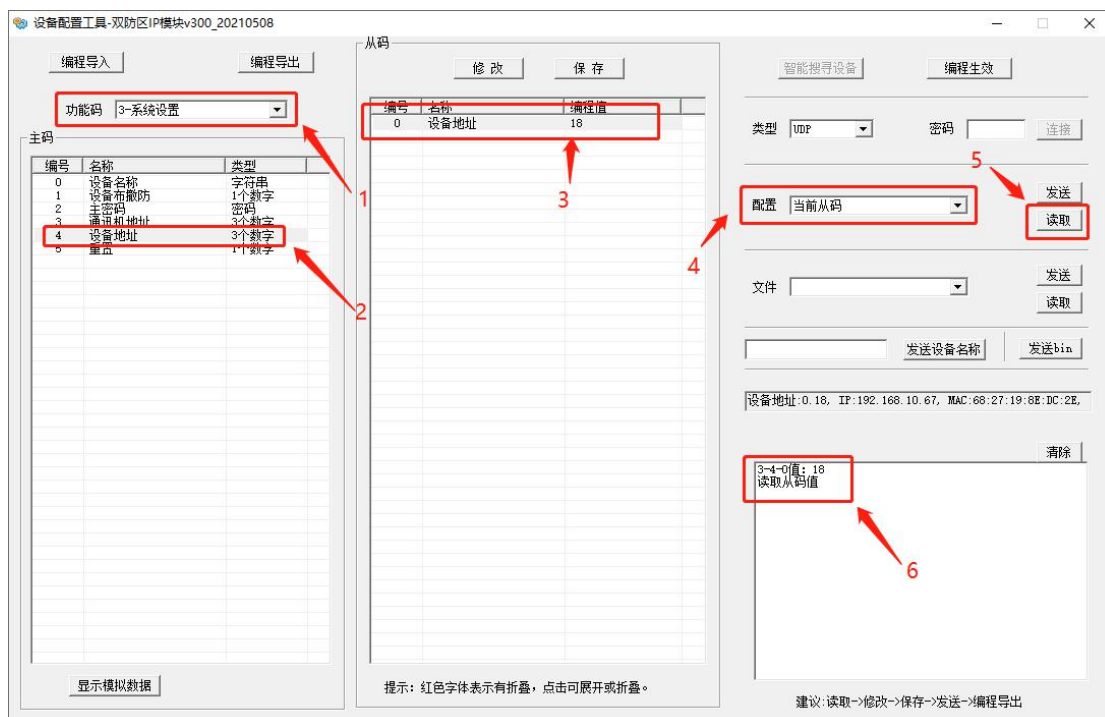 设备配置工具-双防区IP模块v300_20210508
编程导入
编程导出
功能码
3-系统设置
主码
编号 名称 类型
0 设备名称 字符串
1 设备布撤防 1个数字
2 主密码 密码
3 通讯机地址 3个数字
4 设备地址 3个数字
5 重置 1个数字
显示模拟数据
1
2
从码
修 改
保 存
编号 名称 编程值
0 设备地址 18
3
提示：红色字体表示有折叠，点击可展开或折叠。
智能搜寻设备
编程生效
类型 UDP
密码
连接
5
配置 当前从码
发送
读取
4
文件
发送
读取
发送设备名称
发送bin
设备地址:0.18, IP:192.168.10.67, MAC:68:27:19:8E:DC:2E,
清除
3-4-0值：18
读取从码值
6
建议:读取->修改->保存->发送->编程导出